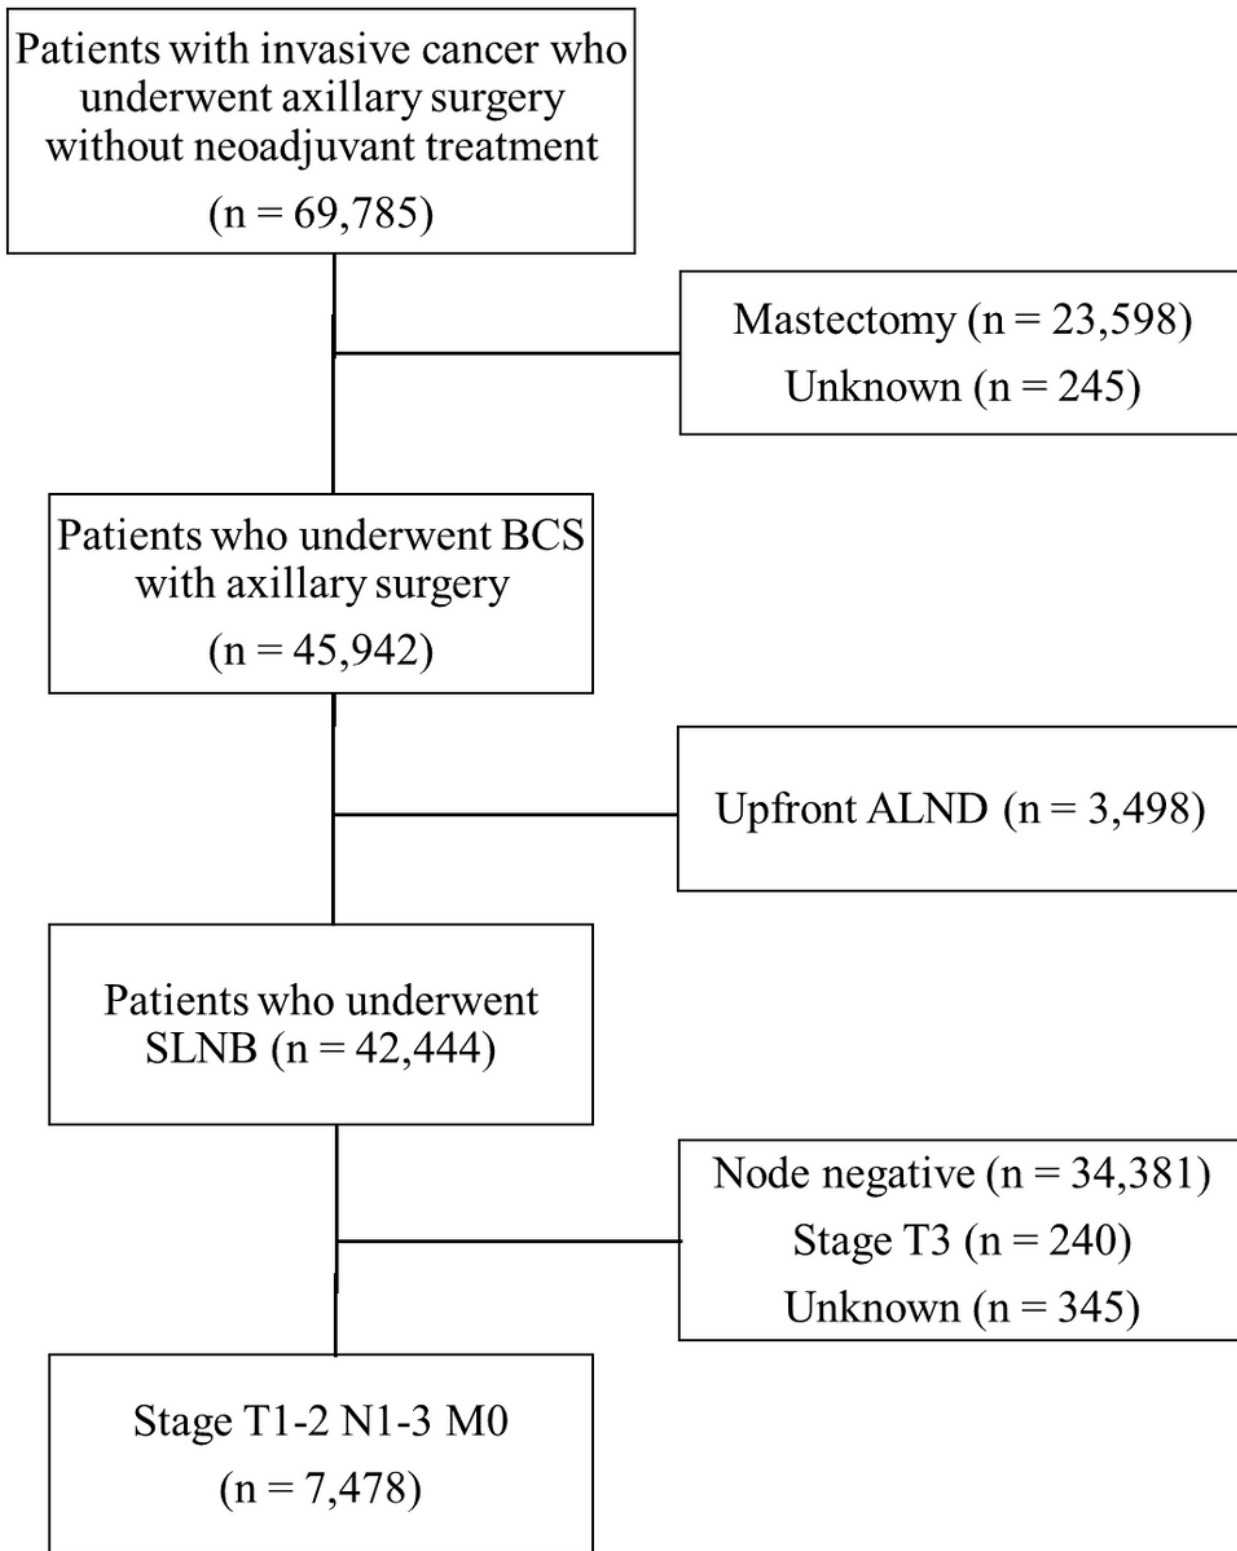 Patients with invasive cancer who
underwent axillary surgery
without neoadjuvant treatment
(n = 69,785)
Mastectomy (n = 23,598)
Unknown (n = 245)
Patients who underwent BCS
with axillary surgery
(n = 45,942)
Upfront ALND (n = 3,498)
Patients who underwent
SLNB (n = 42,444)
Node negative (n = 34,381)
Stage T3 (n = 240)
Unknown (n = 345)
Stage T1-2 N1-3 M0
(n = 7,478)